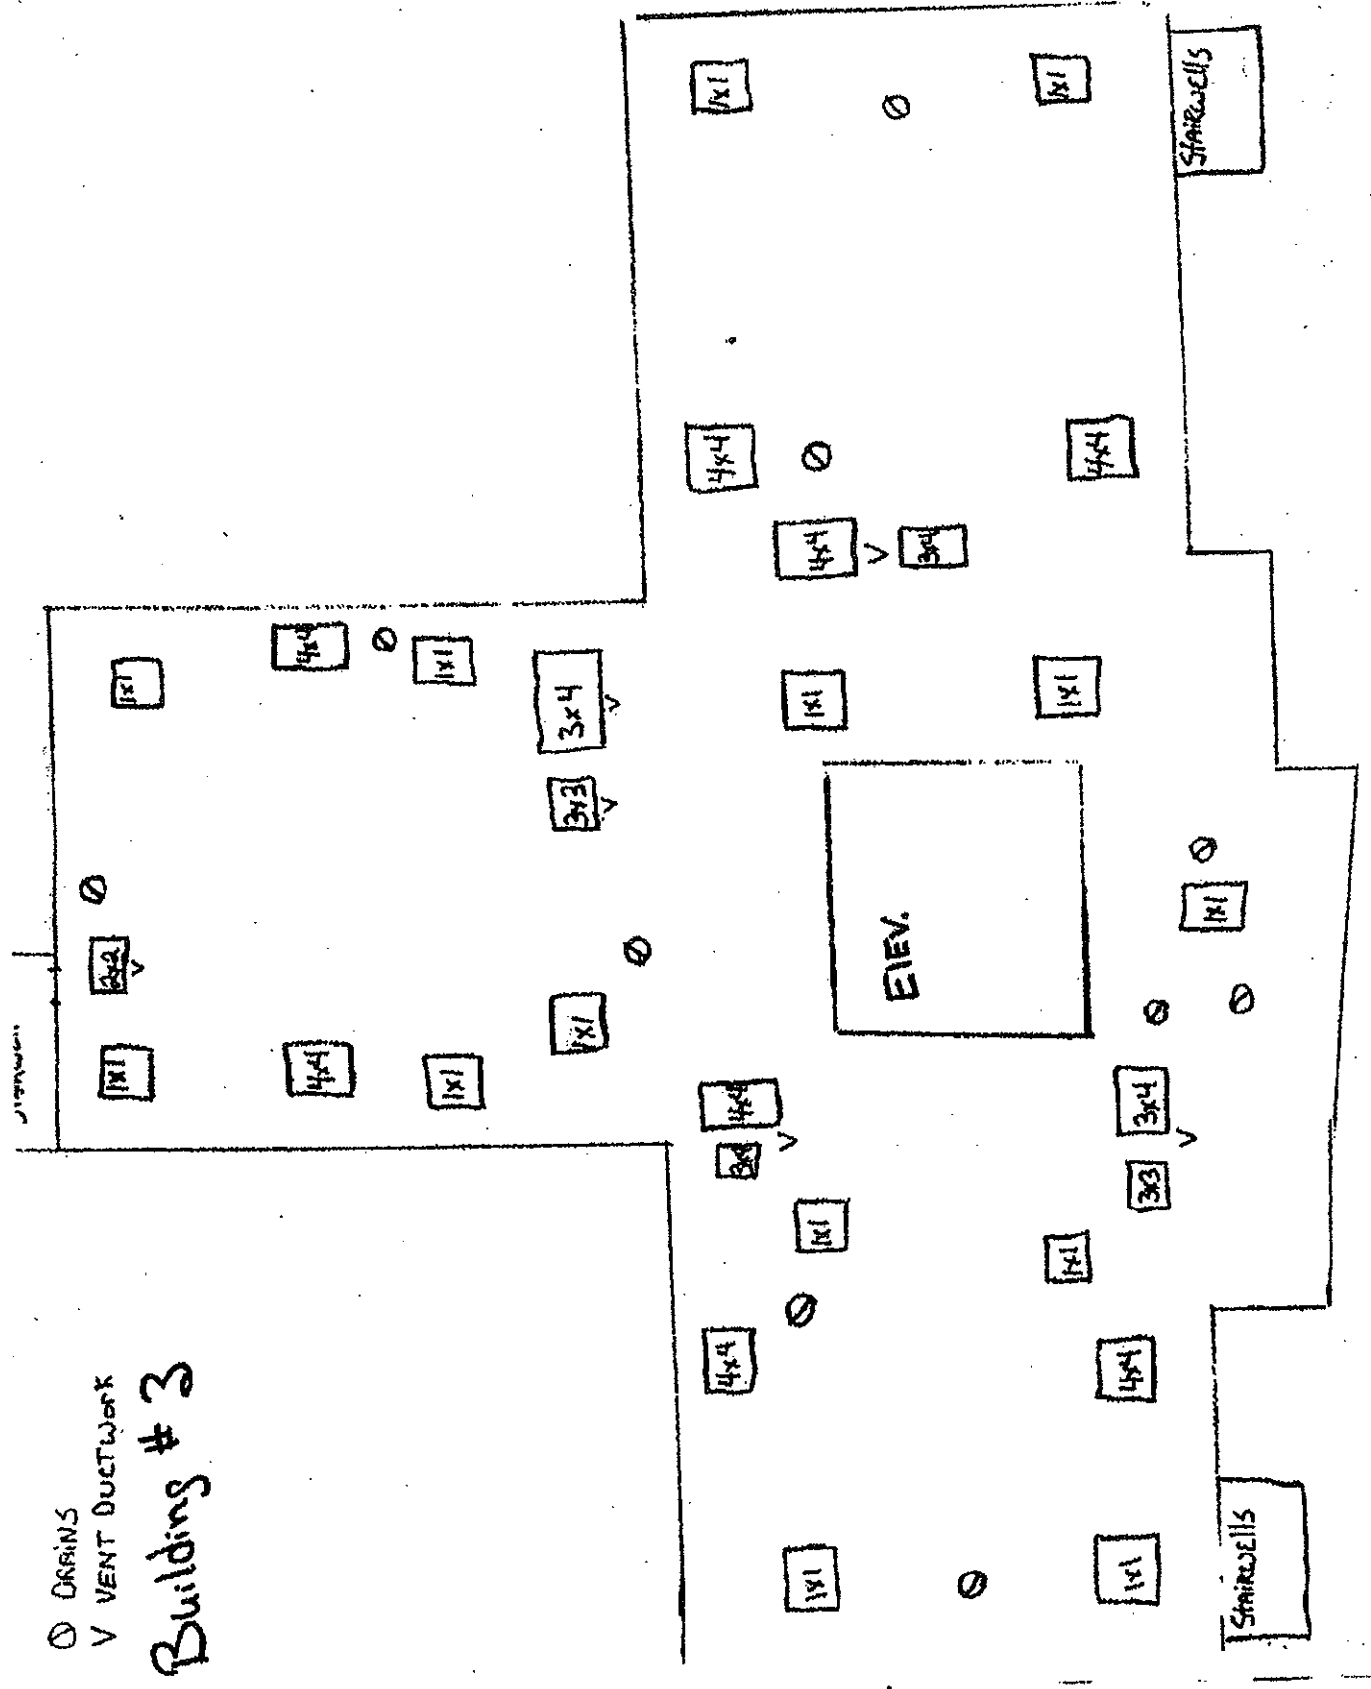 ⊘ DRAINS
V VENT DUCTWORK
Building # 3
1x1
2x2
V
1x1
4x4
4x4
1x1
1x1
1x1
3x3
V
3x4
V
4x4
4x4
V
4x4
1x1
1x1
1x1
1x1
4x4
V
3x4
ELEV.
1x1
1x1
1x1
1x1
4x4
3x3
3x4
V
4x4
1x1
STAIRWELLS
STAIRWELLS